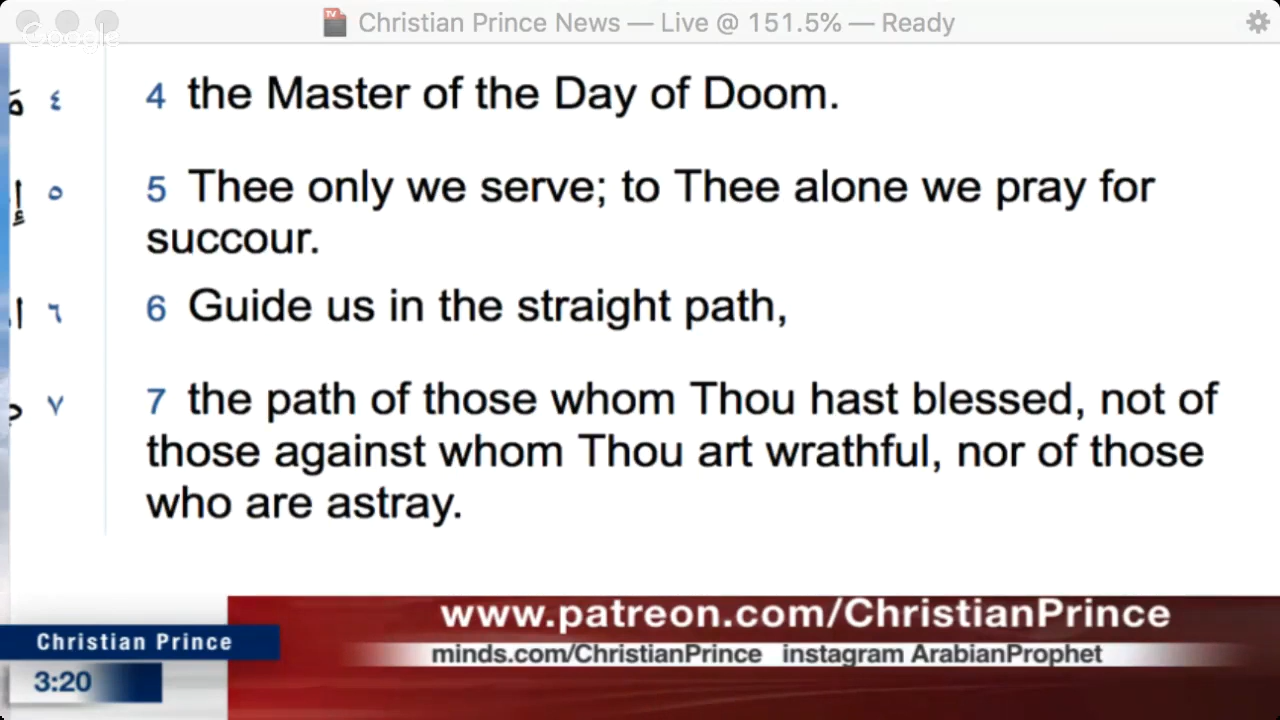 Christian Prince News — Live @ 151.5% — Ready
Google
٤
4 the Master of the Day of Doom.
٥
5 Thee only we serve; to Thee alone we pray for
succour.
٦
6 Guide us in the straight path,
٧
7 the path of those whom Thou hast blessed, not of
those against whom Thou art wrathful, nor of those
who are astray.
www.patreon.com/ChristianPrince
Christian Prince
minds.com/ChristianPrince instagram ArabianProphet
3:20